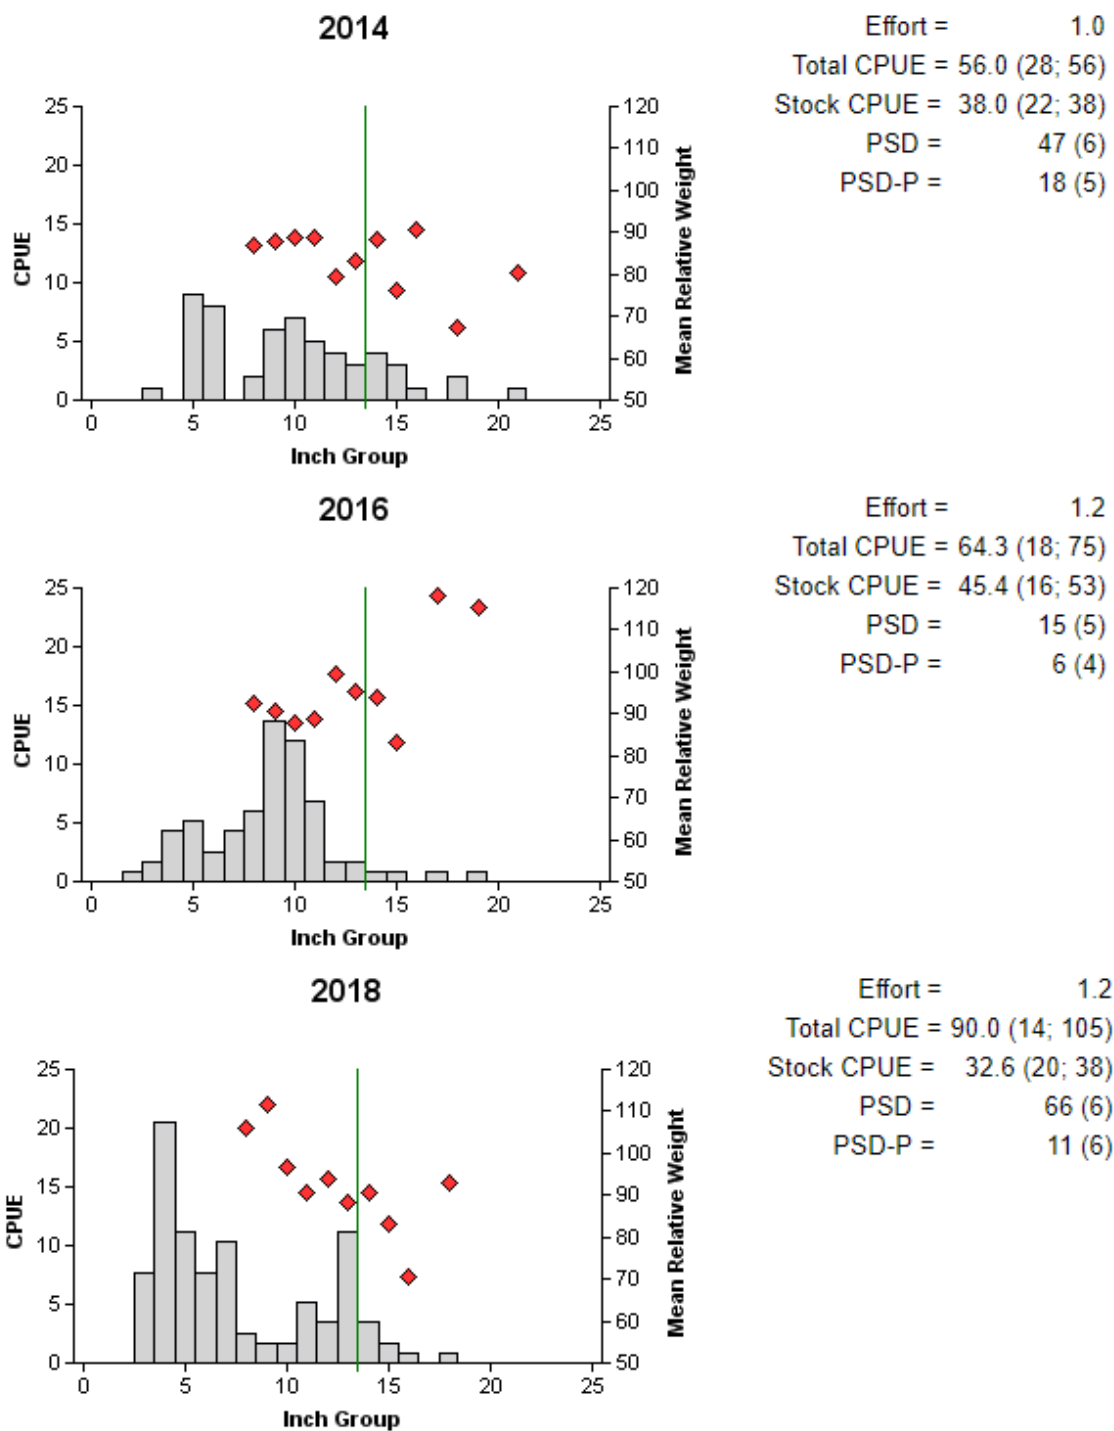 2014
Effort = 1.0
Total CPUE = 56.0 (28; 56)
Stock CPUE = 38.0 (22; 38)
PSD = 47 (6)
PSD-P = 18 (5)
25
20
15
10
5
0
CPUE
120
110
100
90
80
70
60
50
Mean Relative Weight
0 5 10 15 20 25
Inch Group
2016
Effort = 1.2
Total CPUE = 64.3 (18; 75)
Stock CPUE = 45.4 (16; 53)
PSD = 15 (5)
PSD-P = 6 (4)
25
20
15
10
5
0
CPUE
120
110
100
90
80
70
60
50
Mean Relative Weight
0 5 10 15 20 25
Inch Group
2018
Effort = 1.2
Total CPUE = 90.0 (14; 105)
Stock CPUE = 32.6 (20; 38)
PSD = 66 (6)
PSD-P = 11 (6)
25
20
15
10
5
0
CPUE
120
110
100
90
80
70
60
50
Mean Relative Weight
0 5 10 15 20 25
Inch Group